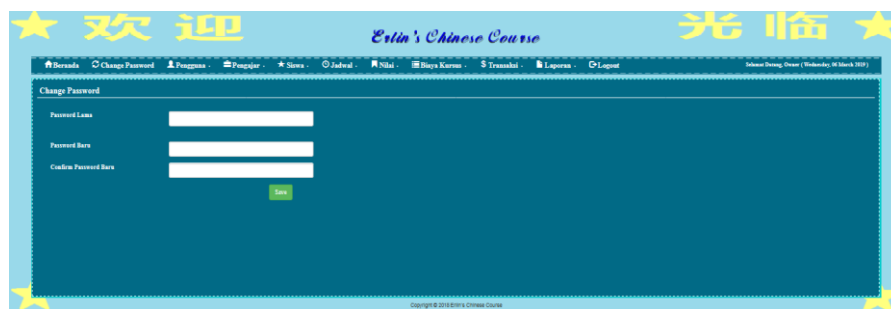 欢 迎 Erlin's Chinese Course 光 临
Beranda Change Password Pengguna Pengajar Siswa Jadwal Nilai Biaya Kursus Transaksi Laporan Logout Selamat Datang, Owner ( Wednesday, 06 March 2019 )
Change Password
Password Lama
Password Baru
Confirm Password Baru
Save
Copyright © 2018 Erlin's Chinese Course